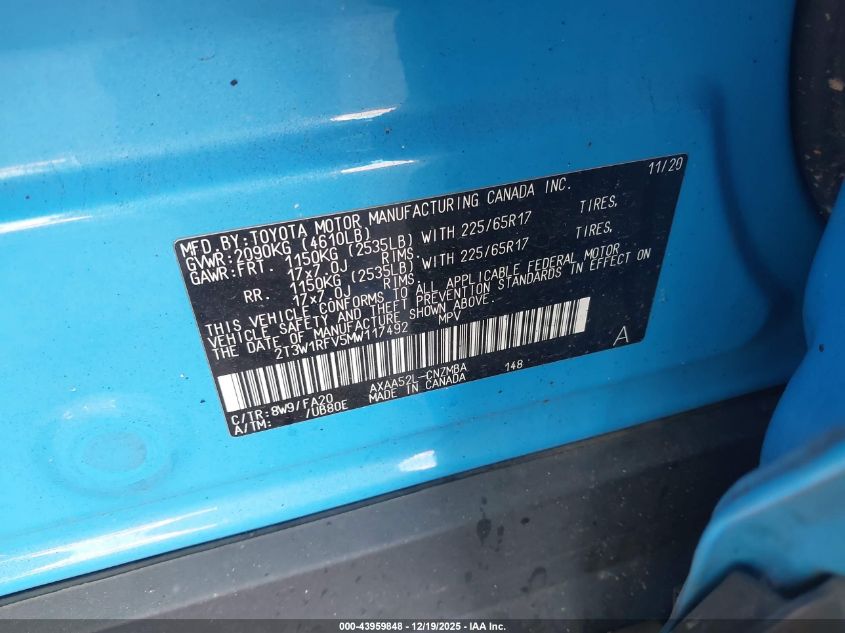 11/20
MFD. BY: TOYOTA MOTOR MANUFACTURING CANADA INC.
GVWR: 2090KG (4610LB)
GAWR: FRT. 1150KG (2535LB) WITH 225/65R17 TIRES,
17x7.0J RIMS
RR. 1150KG (2535LB) WITH 225/65R17 TIRES,
17x7.0J RIMS.
THIS VEHICLE CONFORMS TO ALL APPLICABLE FEDERAL MOTOR
VEHICLE SAFETY AND THEFT PREVENTION STANDARDS IN EFFECT ON
THE DATE OF MANUFACTURE SHOWN ABOVE.
2T3W1RFV5MW117492 MPV
A
C/TR: 8W9/FA20 AXAA52L-CNZMBA 148
A/TM: /UB80E MADE IN CANADA
000-43959848 - 12/19/2025 - IAA Inc.